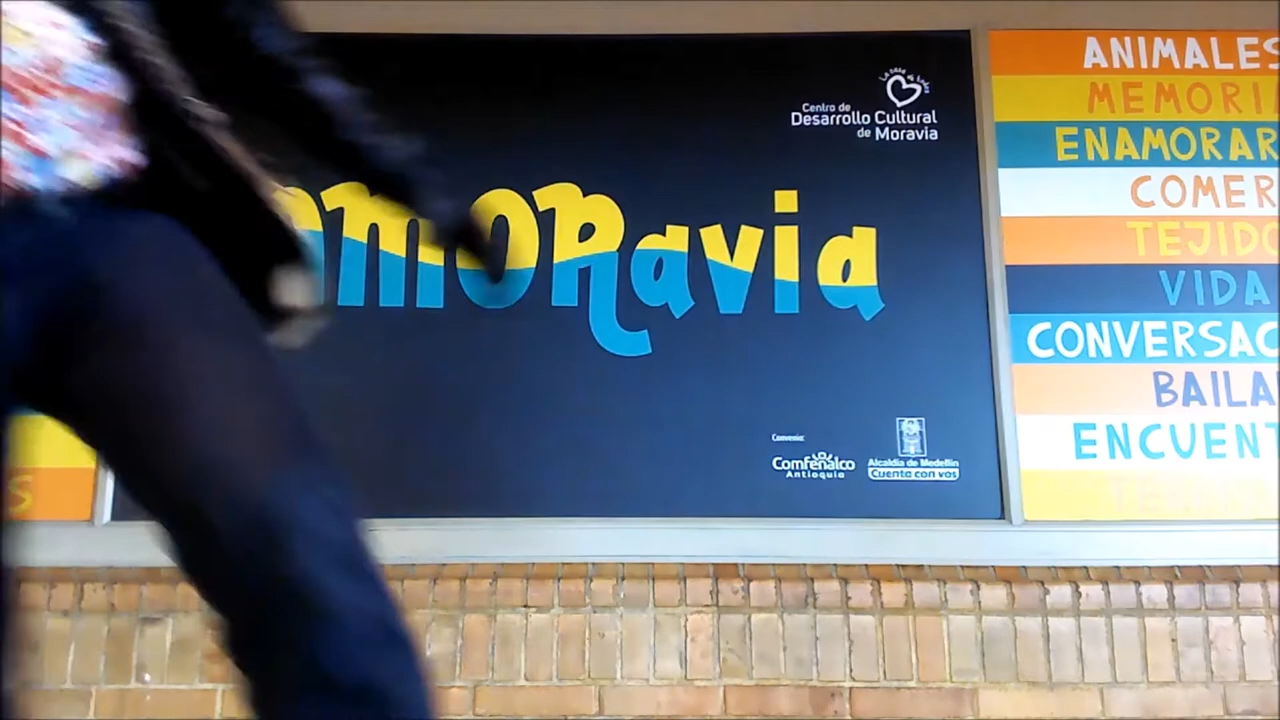 La casa de todos
Centro de
Desarrollo Cultural
de Moravia
omoravia
Convenio:
Comfenalco
Antioquia
Alcaldía de Medellín
Cuenta con vos
ANIMALES
MEMORI
ENAMORAR
COMER
TEJIDO
VIDA
CONVERSAC
BAILA
ENCUENT
S